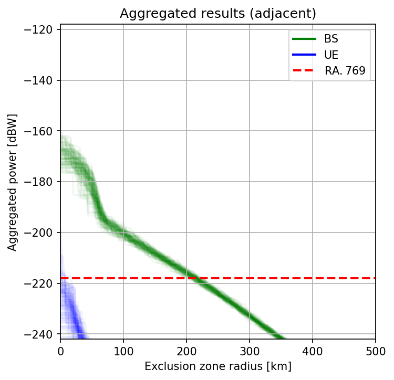 Aggregated results (adjacent)
BS
UE
RA. 769
Aggregated power [dBW]
−120
−140
−160
−180
−200
−220
−240
0 100 200 300 400 500
Exclusion zone radius [km]